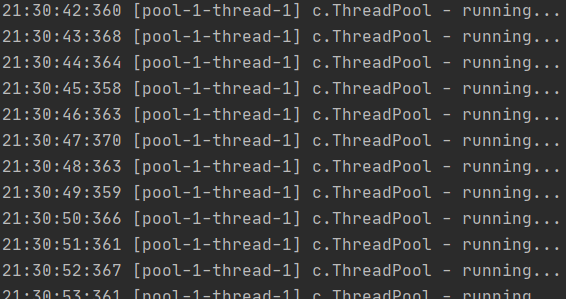 21:30:42:360 [pool-1-thread-1] c.ThreadPool - running...
21:30:43:368 [pool-1-thread-1] c.ThreadPool - running...
21:30:44:364 [pool-1-thread-1] c.ThreadPool - running...
21:30:45:358 [pool-1-thread-1] c.ThreadPool - running...
21:30:46:363 [pool-1-thread-1] c.ThreadPool - running...
21:30:47:370 [pool-1-thread-1] c.ThreadPool - running...
21:30:48:363 [pool-1-thread-1] c.ThreadPool - running...
21:30:49:359 [pool-1-thread-1] c.ThreadPool - running...
21:30:50:366 [pool-1-thread-1] c.ThreadPool - running...
21:30:51:361 [pool-1-thread-1] c.ThreadPool - running...
21:30:52:367 [pool-1-thread-1] c.ThreadPool - running...
21:30:53:361 [pool-1-thread-1] c.ThreadPool - running...